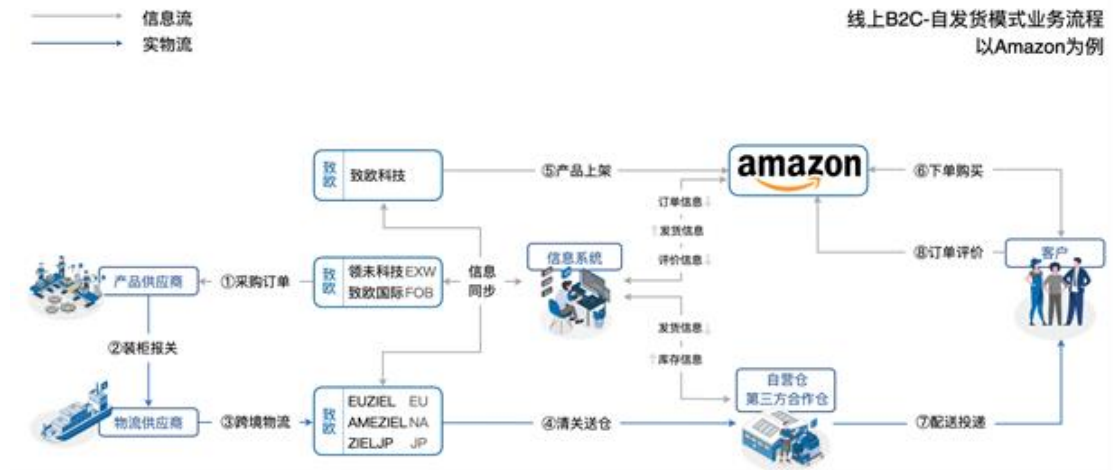 信息流
实物流
线上B2C-自发货模式业务流程
以Amazon为例
致欧
致欧科技
⑤产品上架
amazon
⑥下单购买
订单信息↓
↑发货信息
评价信息↓
⑧订单评价
客户
产品供应商
①采购订单
致欧
领未科技EXW
致欧国际FOB
信息
同步
信息系统
②装柜报关
发货信息↓
↑库存信息
自营仓
第三方合作仓
物流供应商
③跨境物流
致欧
EUZIEL EU
AMEZIEL NA
ZIELJP JP
④清关送仓
⑦配送投递